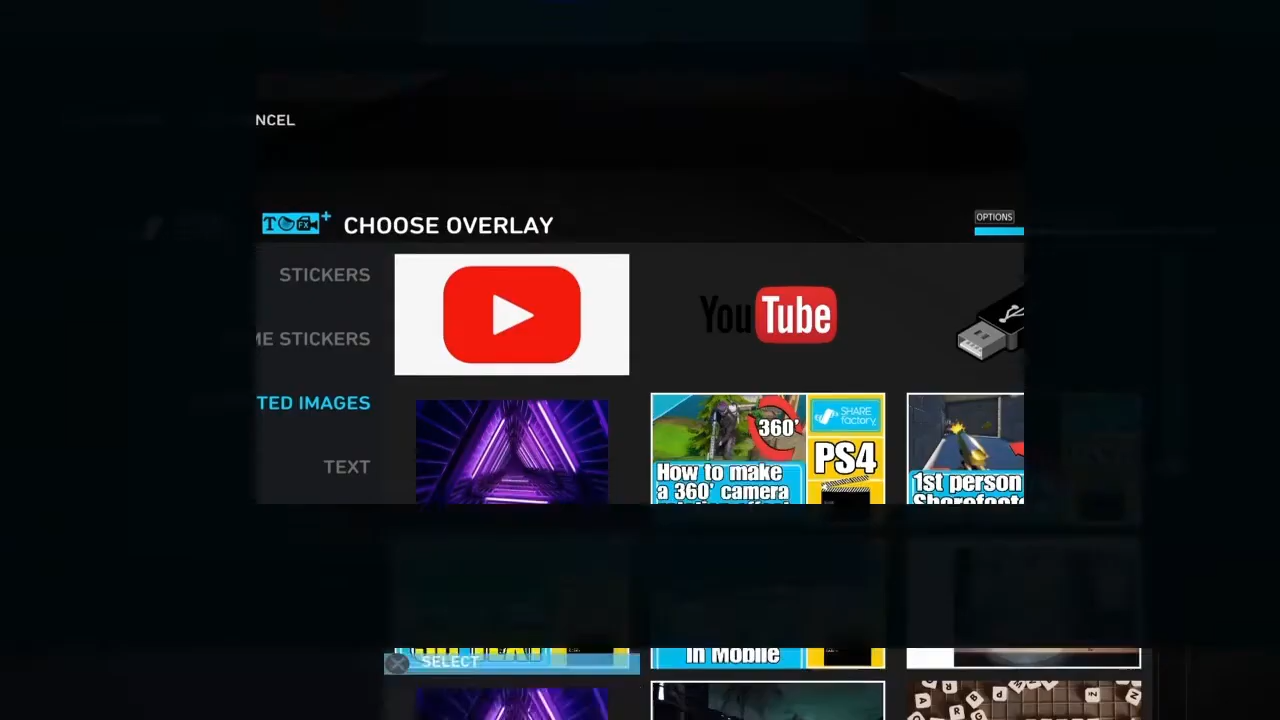 NCEL
CHOOSE OVERLAY
OPTIONS
STICKERS
ME STICKERS
TED IMAGES
TEXT
YouTube
360'
SHARE
factory
PS4
How to make
a 360' camera
1st person
in Mobile
SELECT